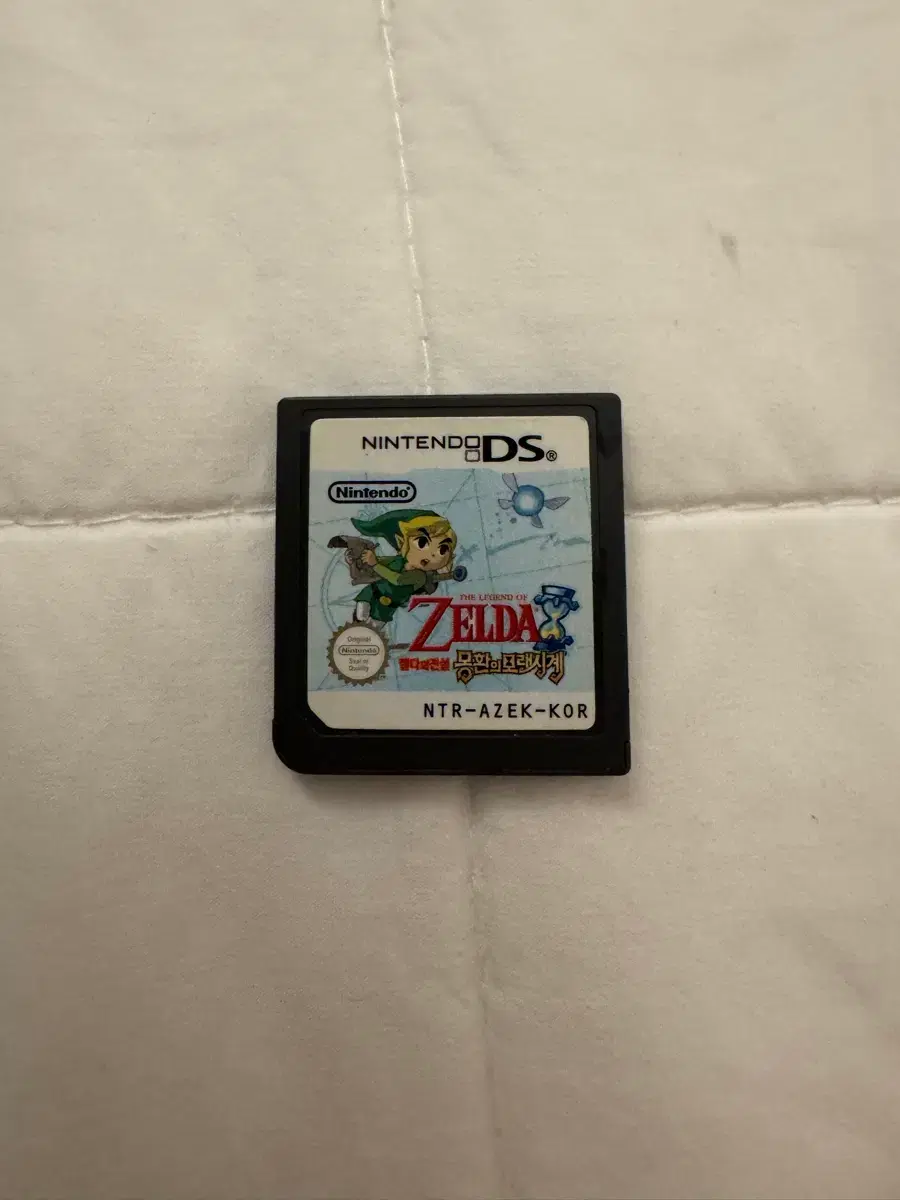 NINTENDO DS®
Nintendo®
THE LEGEND OF
ZELDA
젤다의 전설 몽환의 모래시계
Original
Nintendo
Seal of
Quality
NTR-AZEK-KOR